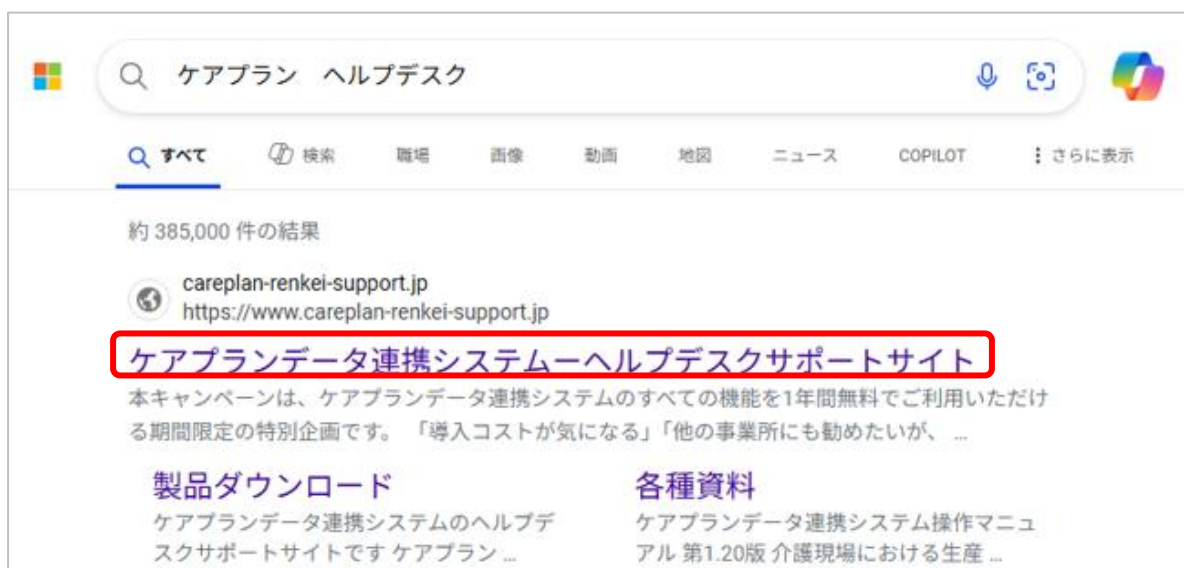 ケアプラン　ヘルプデスク
すべて 検索 職場 画像 動画 地図 ニュース COPILOT さらに表示
約 385,000 件の結果
careplan-renkei-support.jp
https://www.careplan-renkei-support.jp
ケアプランデータ連携システムーヘルプデスクサポートサイト
本キャンペーンは、ケアプランデータ連携システムのすべての機能を1年間無料でご利用いただけ
る期間限定の特別企画です。 「導入コストが気になる」「他の事業所にも勧めたいが、 ...
製品ダウンロード
ケアプランデータ連携システムのヘルプデ
スクサポートサイトです ケアプラン ...
各種資料
ケアプランデータ連携システム操作マニュ
アル 第1.20版 介護現場における生産 ...